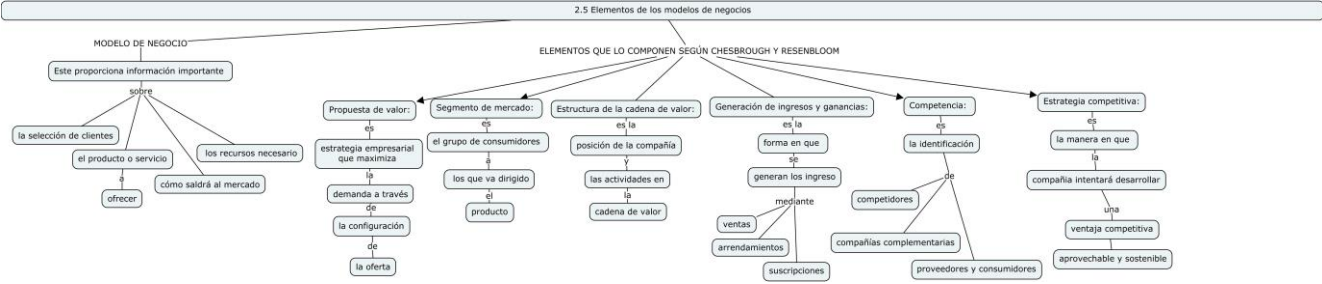 2.5 Elementos de los modelos de negocios
MODELO DE NEGOCIO
Este proporciona información importante
sobre
la selección de clientes
el producto o servicio
a
ofrecer
cómo saldrá al mercado
los recursos necesario
ELEMENTOS QUE LO COMPONEN SEGÚN CHESBROUGH Y RESENBLOOM
Propuesta de valor:
es
estrategia empresarial
que maximiza
la
demanda a través
de
la configuración
de
la oferta
Segmento de mercado:
es
el grupo de consumidores
a
los que va dirigido
el
producto
Estructura de la cadena de valor:
es la
posición de la compañía
y
las actividades en
la
cadena de valor
Generación de ingresos y ganancias:
es la
forma en que
se
generan los ingreso
mediante
ventas
arrendamientos
suscripciones
Competencia:
es
la identificación
de
competidores
compañías complementarias
proveedores y consumidores
Estrategia competitiva:
es
la manera en que
la
compañia intentará desarrollar
una
ventaja competitiva
aprovechable y sostenible